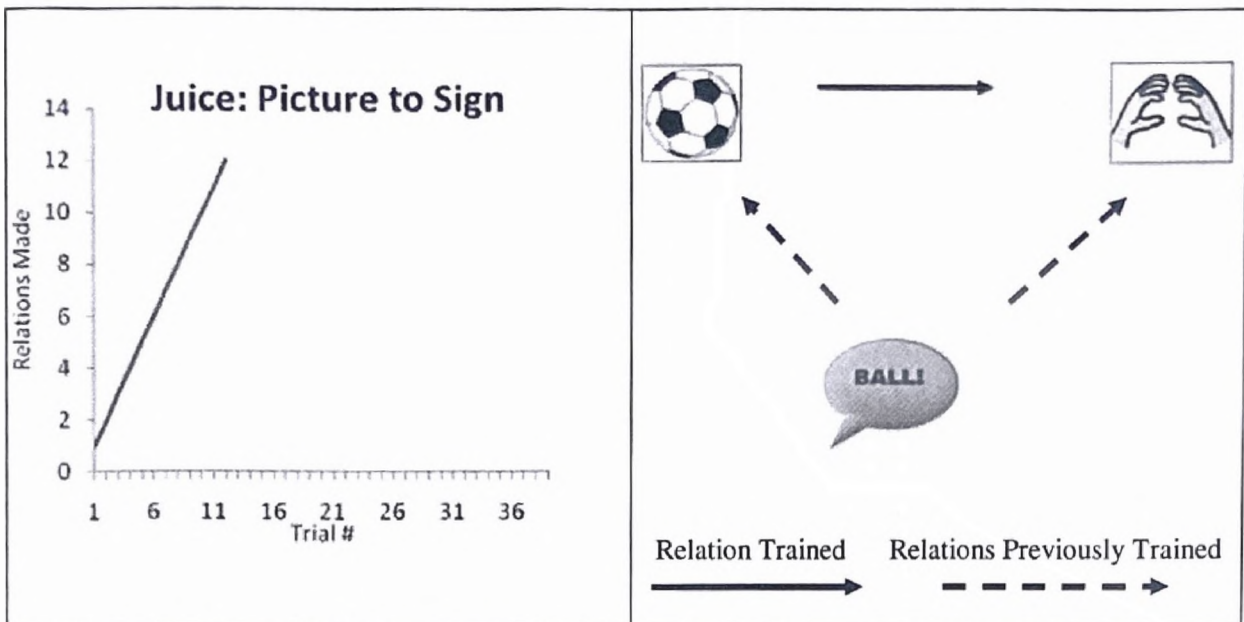 Juice: Picture to Sign
14
12
10
8
6
4
2
0
Relations Made
1 6 11 16 21 26 31 36
Trial #
BALL!
Relation Trained Relations Previously Trained